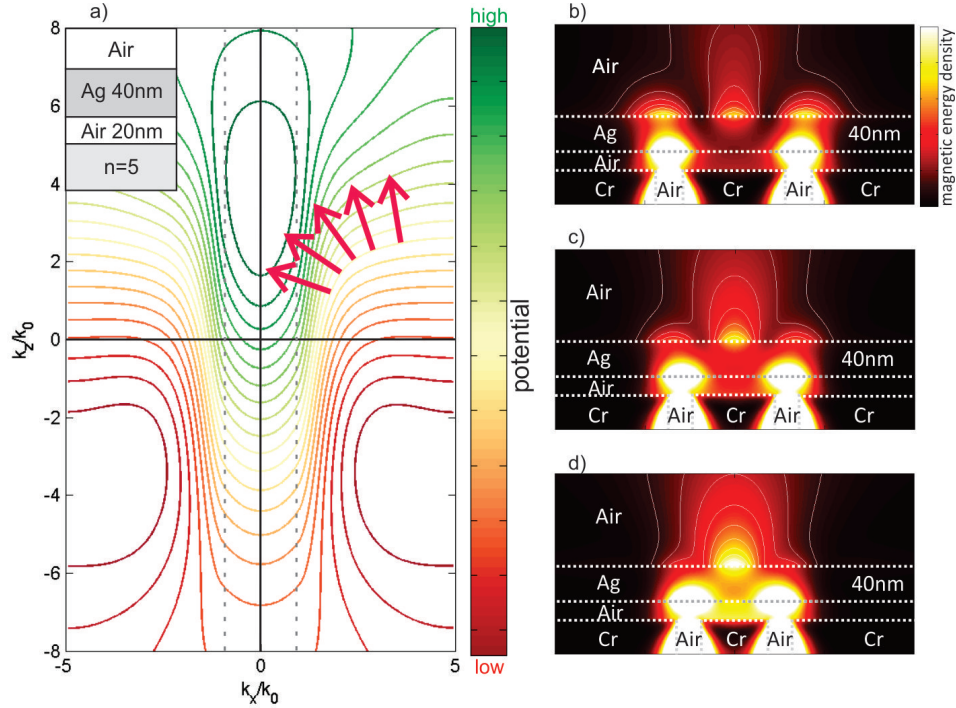 a)
high
8
6
4
2
0
-2
-4
-6
-8
-5
0
5
k_z/k_0
k_x/k_0
Air
Ag 40nm
Air 20nm
n=5
potential
low
b)
Air
Ag
40nm
Air
Cr
Air
Cr
Air
Cr
magnetic energy density
c)
Air
Ag
40nm
Air
Cr
Air
Cr
Air
Cr
d)
Air
Ag
40nm
Air
Cr
Air
Cr
Air
Cr